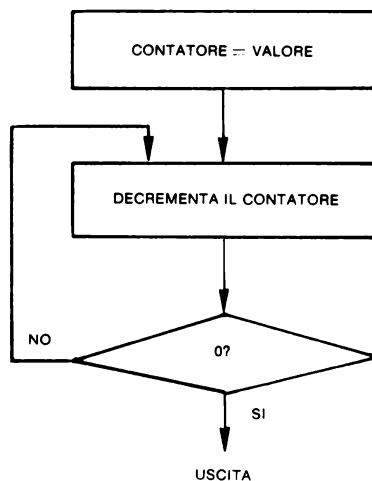 CONTATORE = VALORE
DECREMENTA IL CONTATORE
0?
NO
SI
USCITA